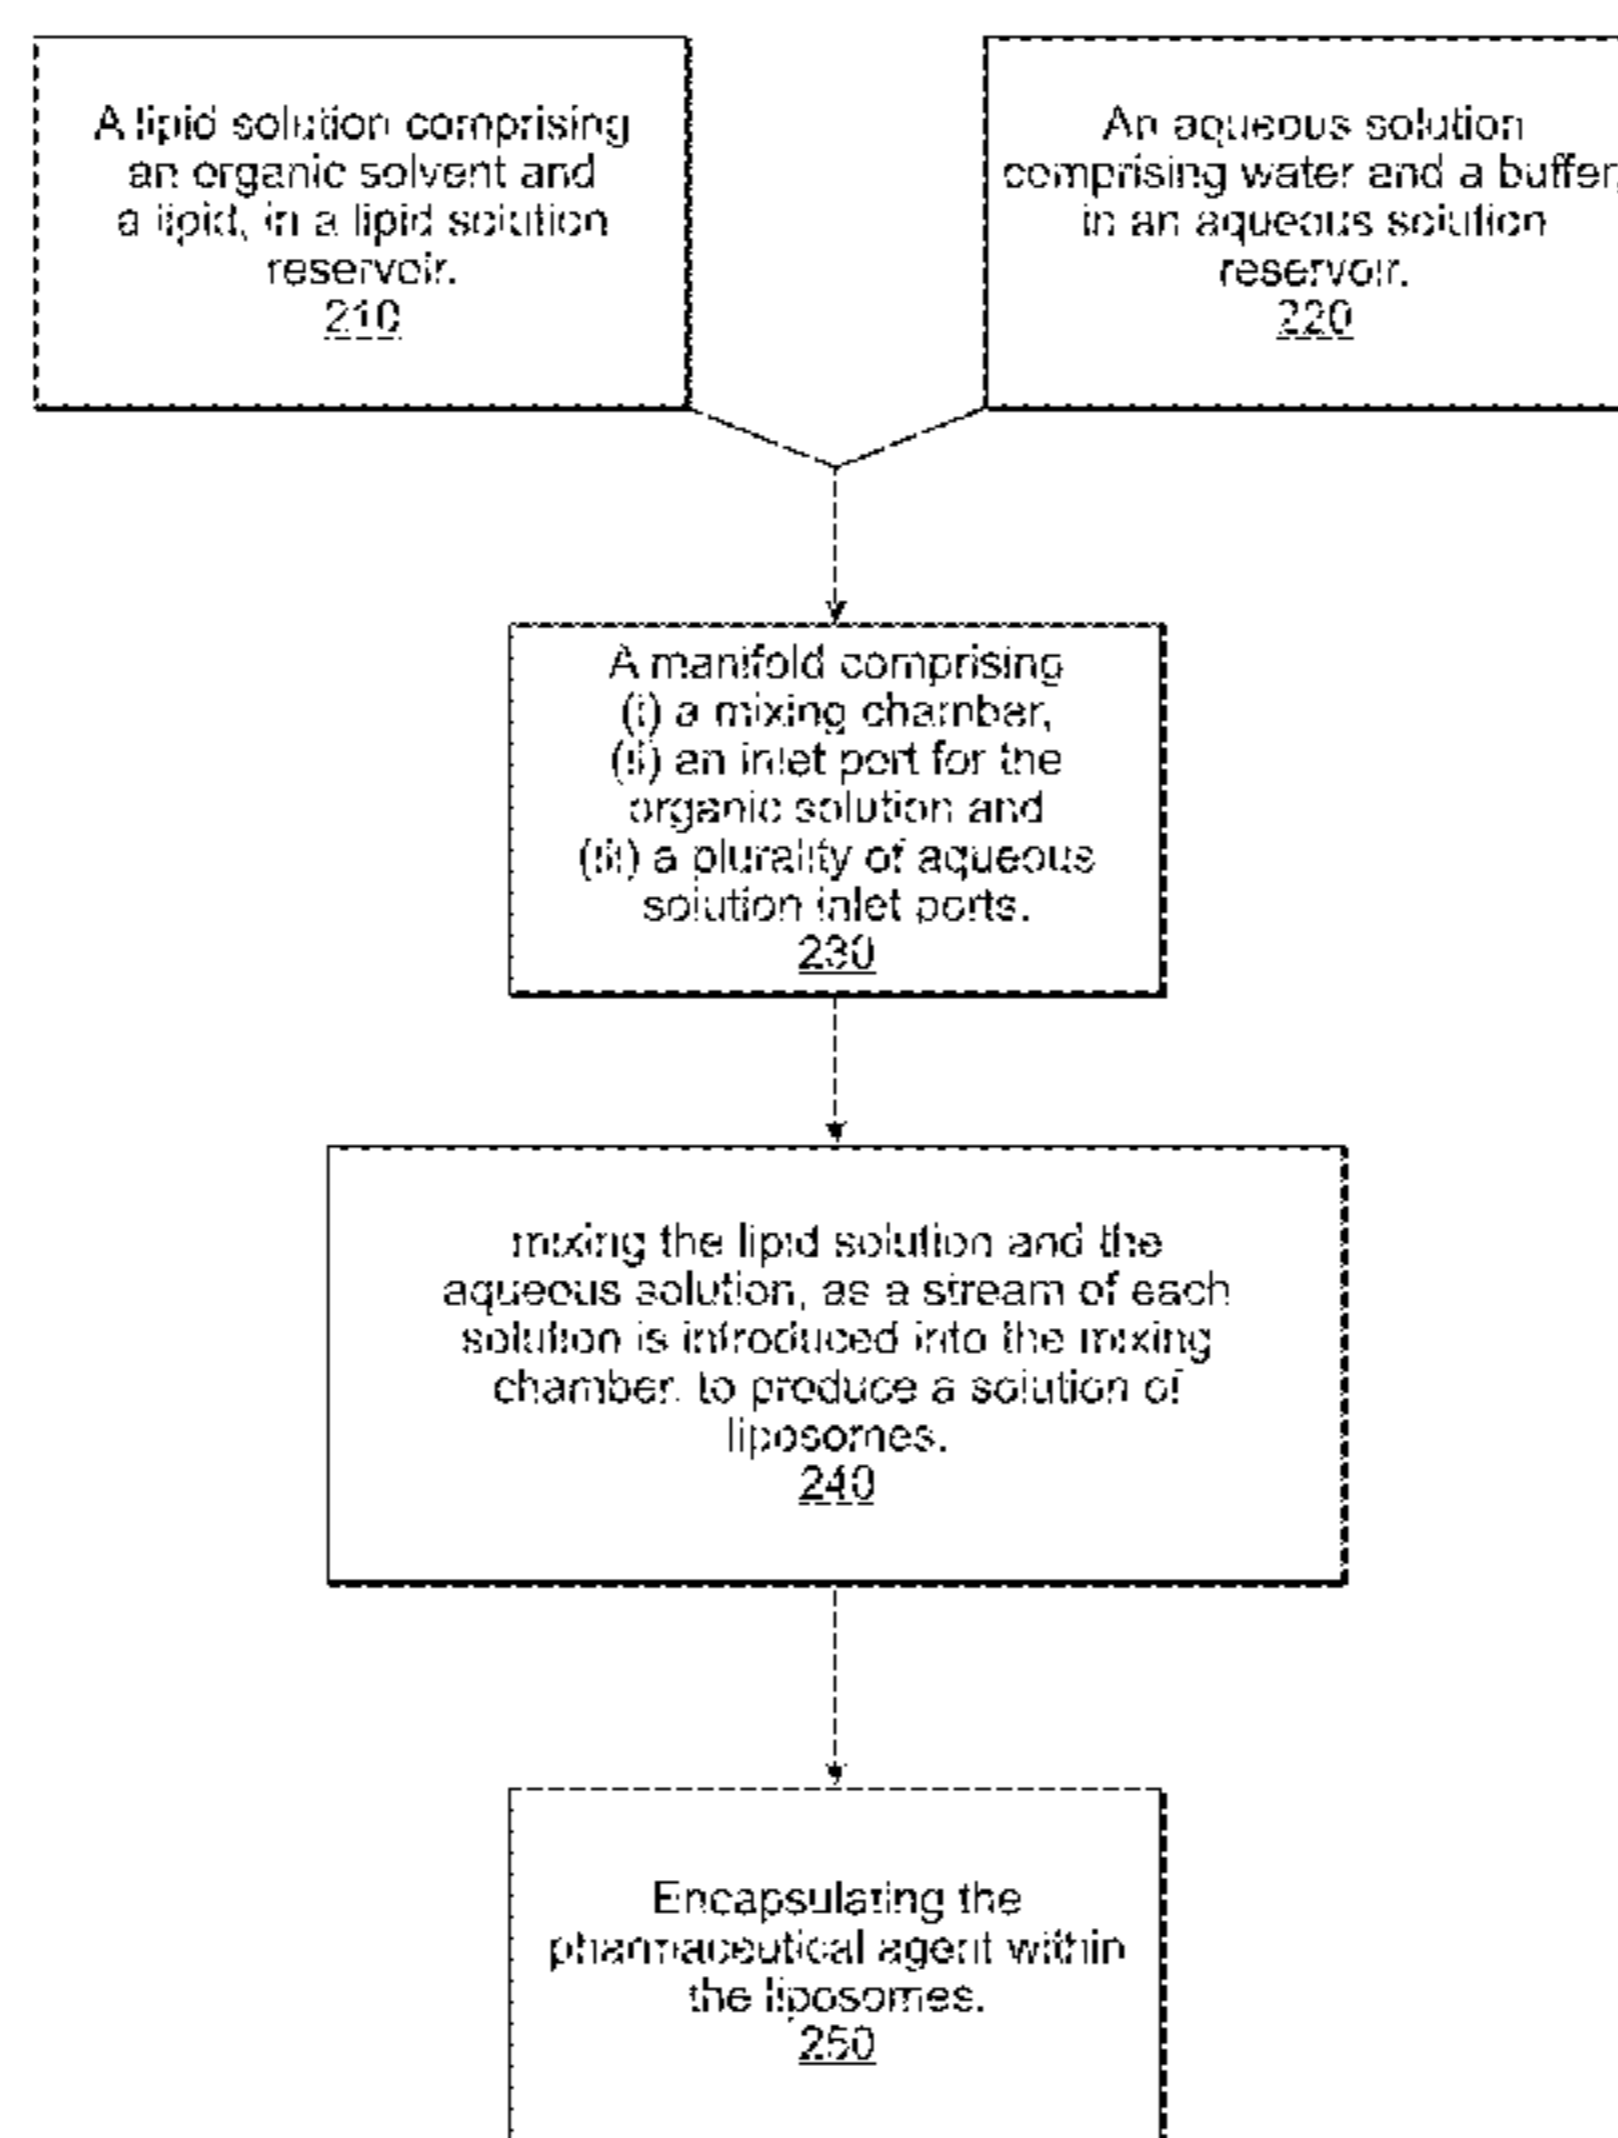 A lipid solution comprising
an organic solvent and
a lipid, in a lipid solution
reservoir.
210
An aqueous solution
comprising water and a buffer,
in an aqueous solution
reservoir.
220
A manifold comprising
(i) a mixing chamber,
(ii) an inlet port for the
organic solution and
(iii) a plurality of aqueous
solution inlet ports.
230
mixing the lipid solution and the
aqueous solution, as a stream of each
solution is introduced into the mixing
chamber, to produce a solution of
liposomes.
240
Encapsulating the
pharmaceutical agent within
the liposomes.
250